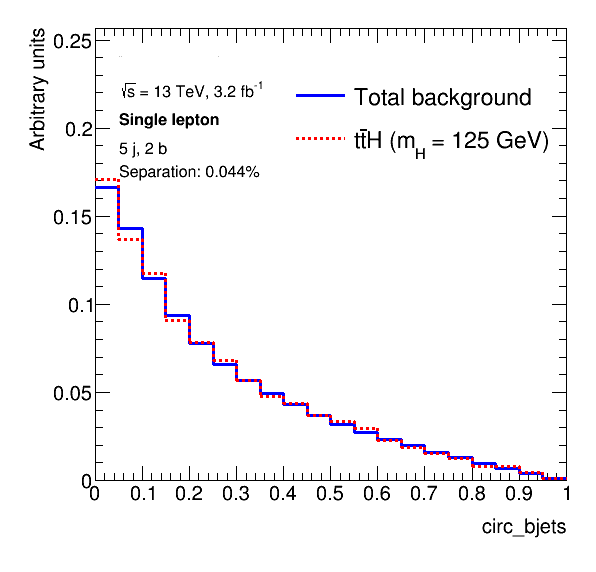 Arbitrary units
0.25
0.2
0.15
0.1
0.05
0
√s = 13 TeV, 3.2 fb⁻¹
Single lepton
5 j, 2 b
Separation: 0.044%
Total background
tt̄H (m_H = 125 GeV)
0 0.1 0.2 0.3 0.4 0.5 0.6 0.7 0.8 0.9 1
circ_bjets